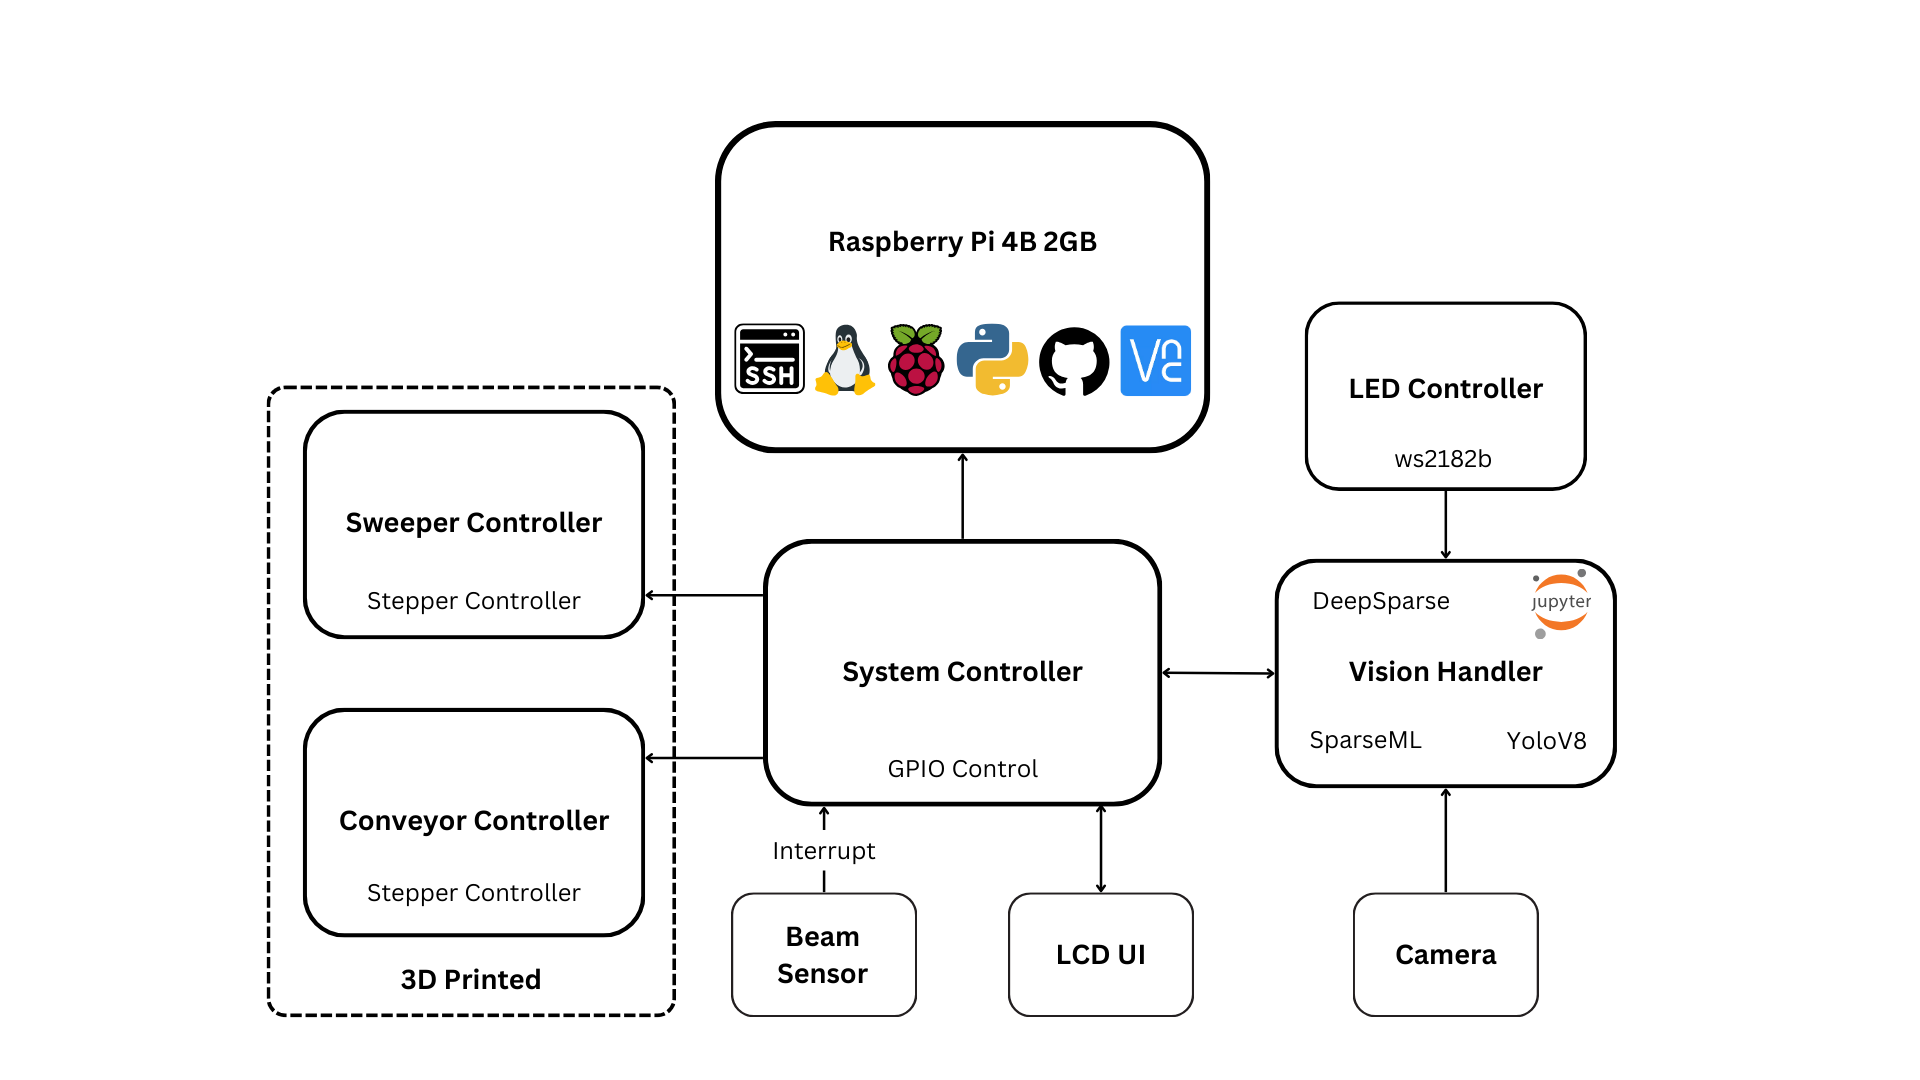 Raspberry Pi 4B 2GB
SSH
VNC
LED Controller
ws2182b
Sweeper Controller
Stepper Controller
System Controller
GPIO Control
DeepSparse
jupyter
Vision Handler
SparseML
YoloV8
Conveyor Controller
Stepper Controller
3D Printed
Interrupt
Beam
Sensor
LCD UI
Camera